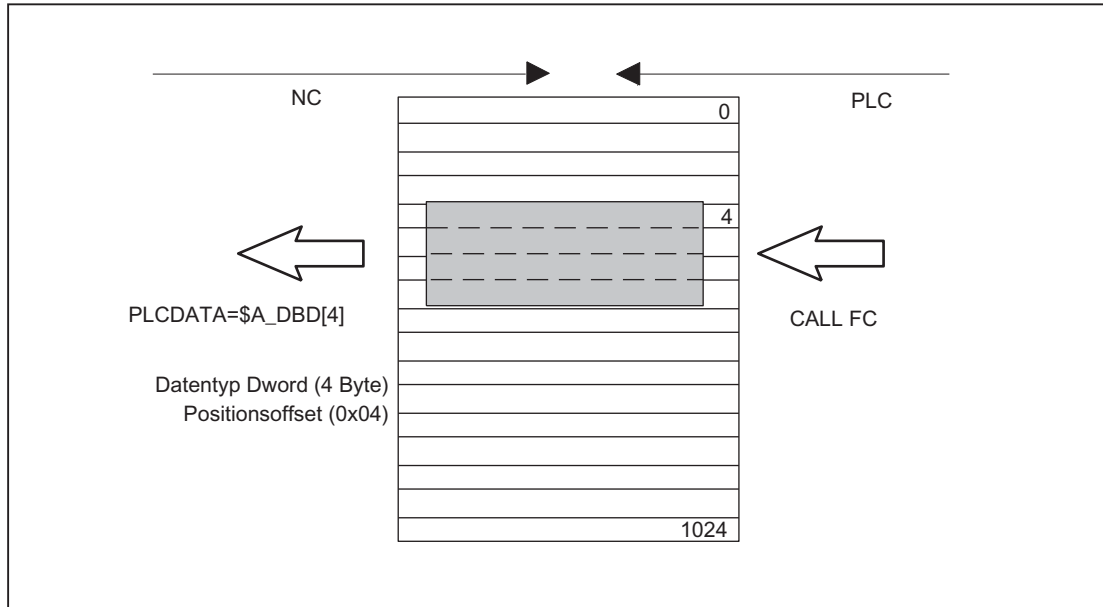 NC
PLC
0
4
PLCDATA=$A_DBD[4]
CALL FC
Datentyp Dword (4 Byte)
Positionsoffset (0x04)
1024